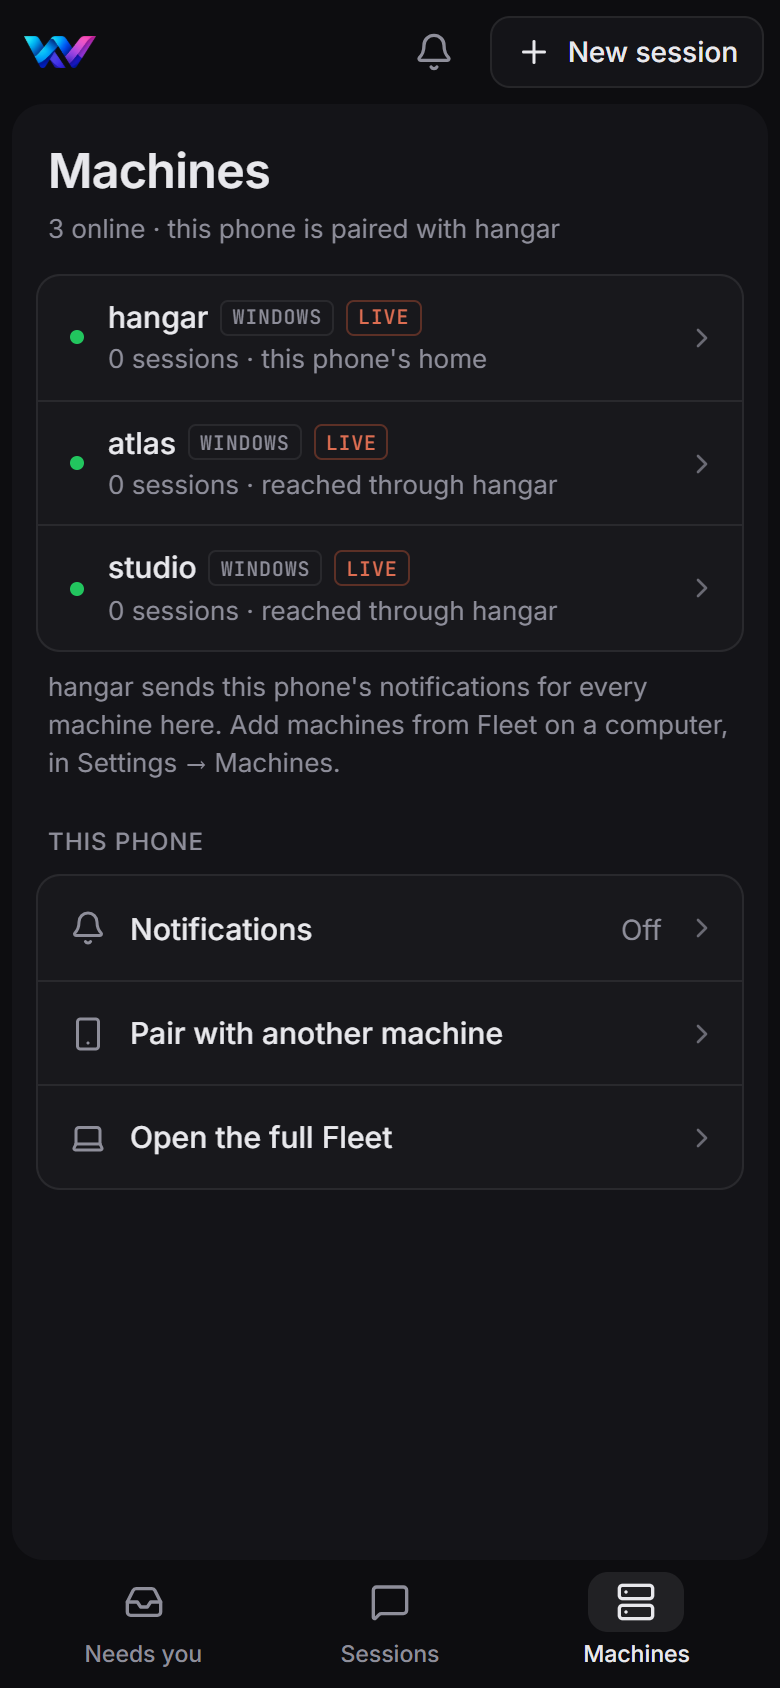 New session
Machines
3 online · this phone is paired with hangar
hangar WINDOWS LIVE
0 sessions · this phone's home
atlas WINDOWS LIVE
0 sessions · reached through hangar
studio WINDOWS LIVE
0 sessions · reached through hangar
hangar sends this phone's notifications for every
machine here. Add machines from Fleet on a computer,
in Settings → Machines.
THIS PHONE
Notifications Off
Pair with another machine
Open the full Fleet
Needs you Sessions Machines